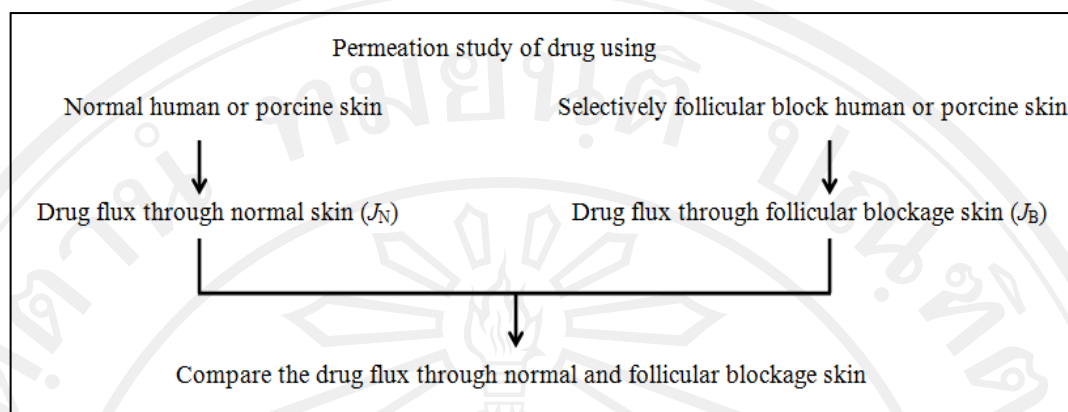 Permeation study of drug using
Normal human or porcine skin
Selectively follicular block human or porcine skin
Drug flux through normal skin (JN)
Drug flux through follicular blockage skin (JB)
Compare the drug flux through normal and follicular blockage skin